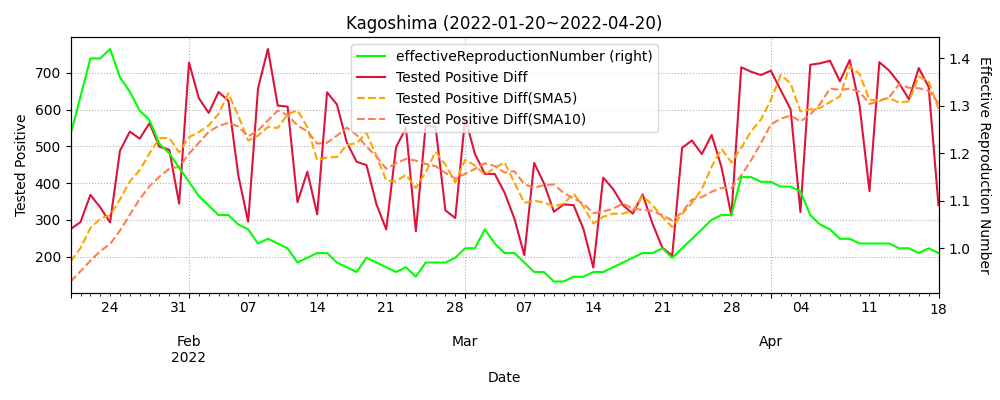 Kagoshima (2022-01-20~2022-04-20)
effectiveReproductionNumber (right)
Tested Positive Diff
Tested Positive Diff(SMA5)
Tested Positive Diff(SMA10)
Tested Positive
700
600
500
400
300
200
1.4
1.3
1.2
1.1
1.0
Effective Reproduction Number
24 31 07 14 21 28 07 14 21 28 04 11 18
Feb Mar Apr
2022
Date